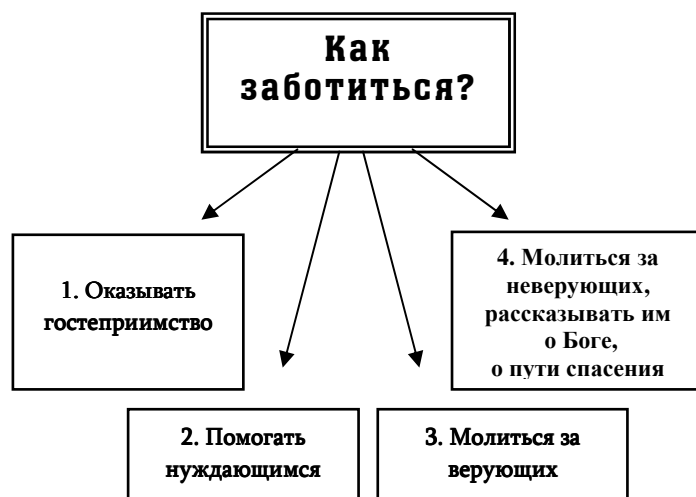 Как
заботиться?
1. Оказывать
гостеприимство
2. Помогать
нуждающимся
3. Молиться за
верующих
4. Молиться за
неверующих,
рассказывать им
о Боге,
о пути спасения